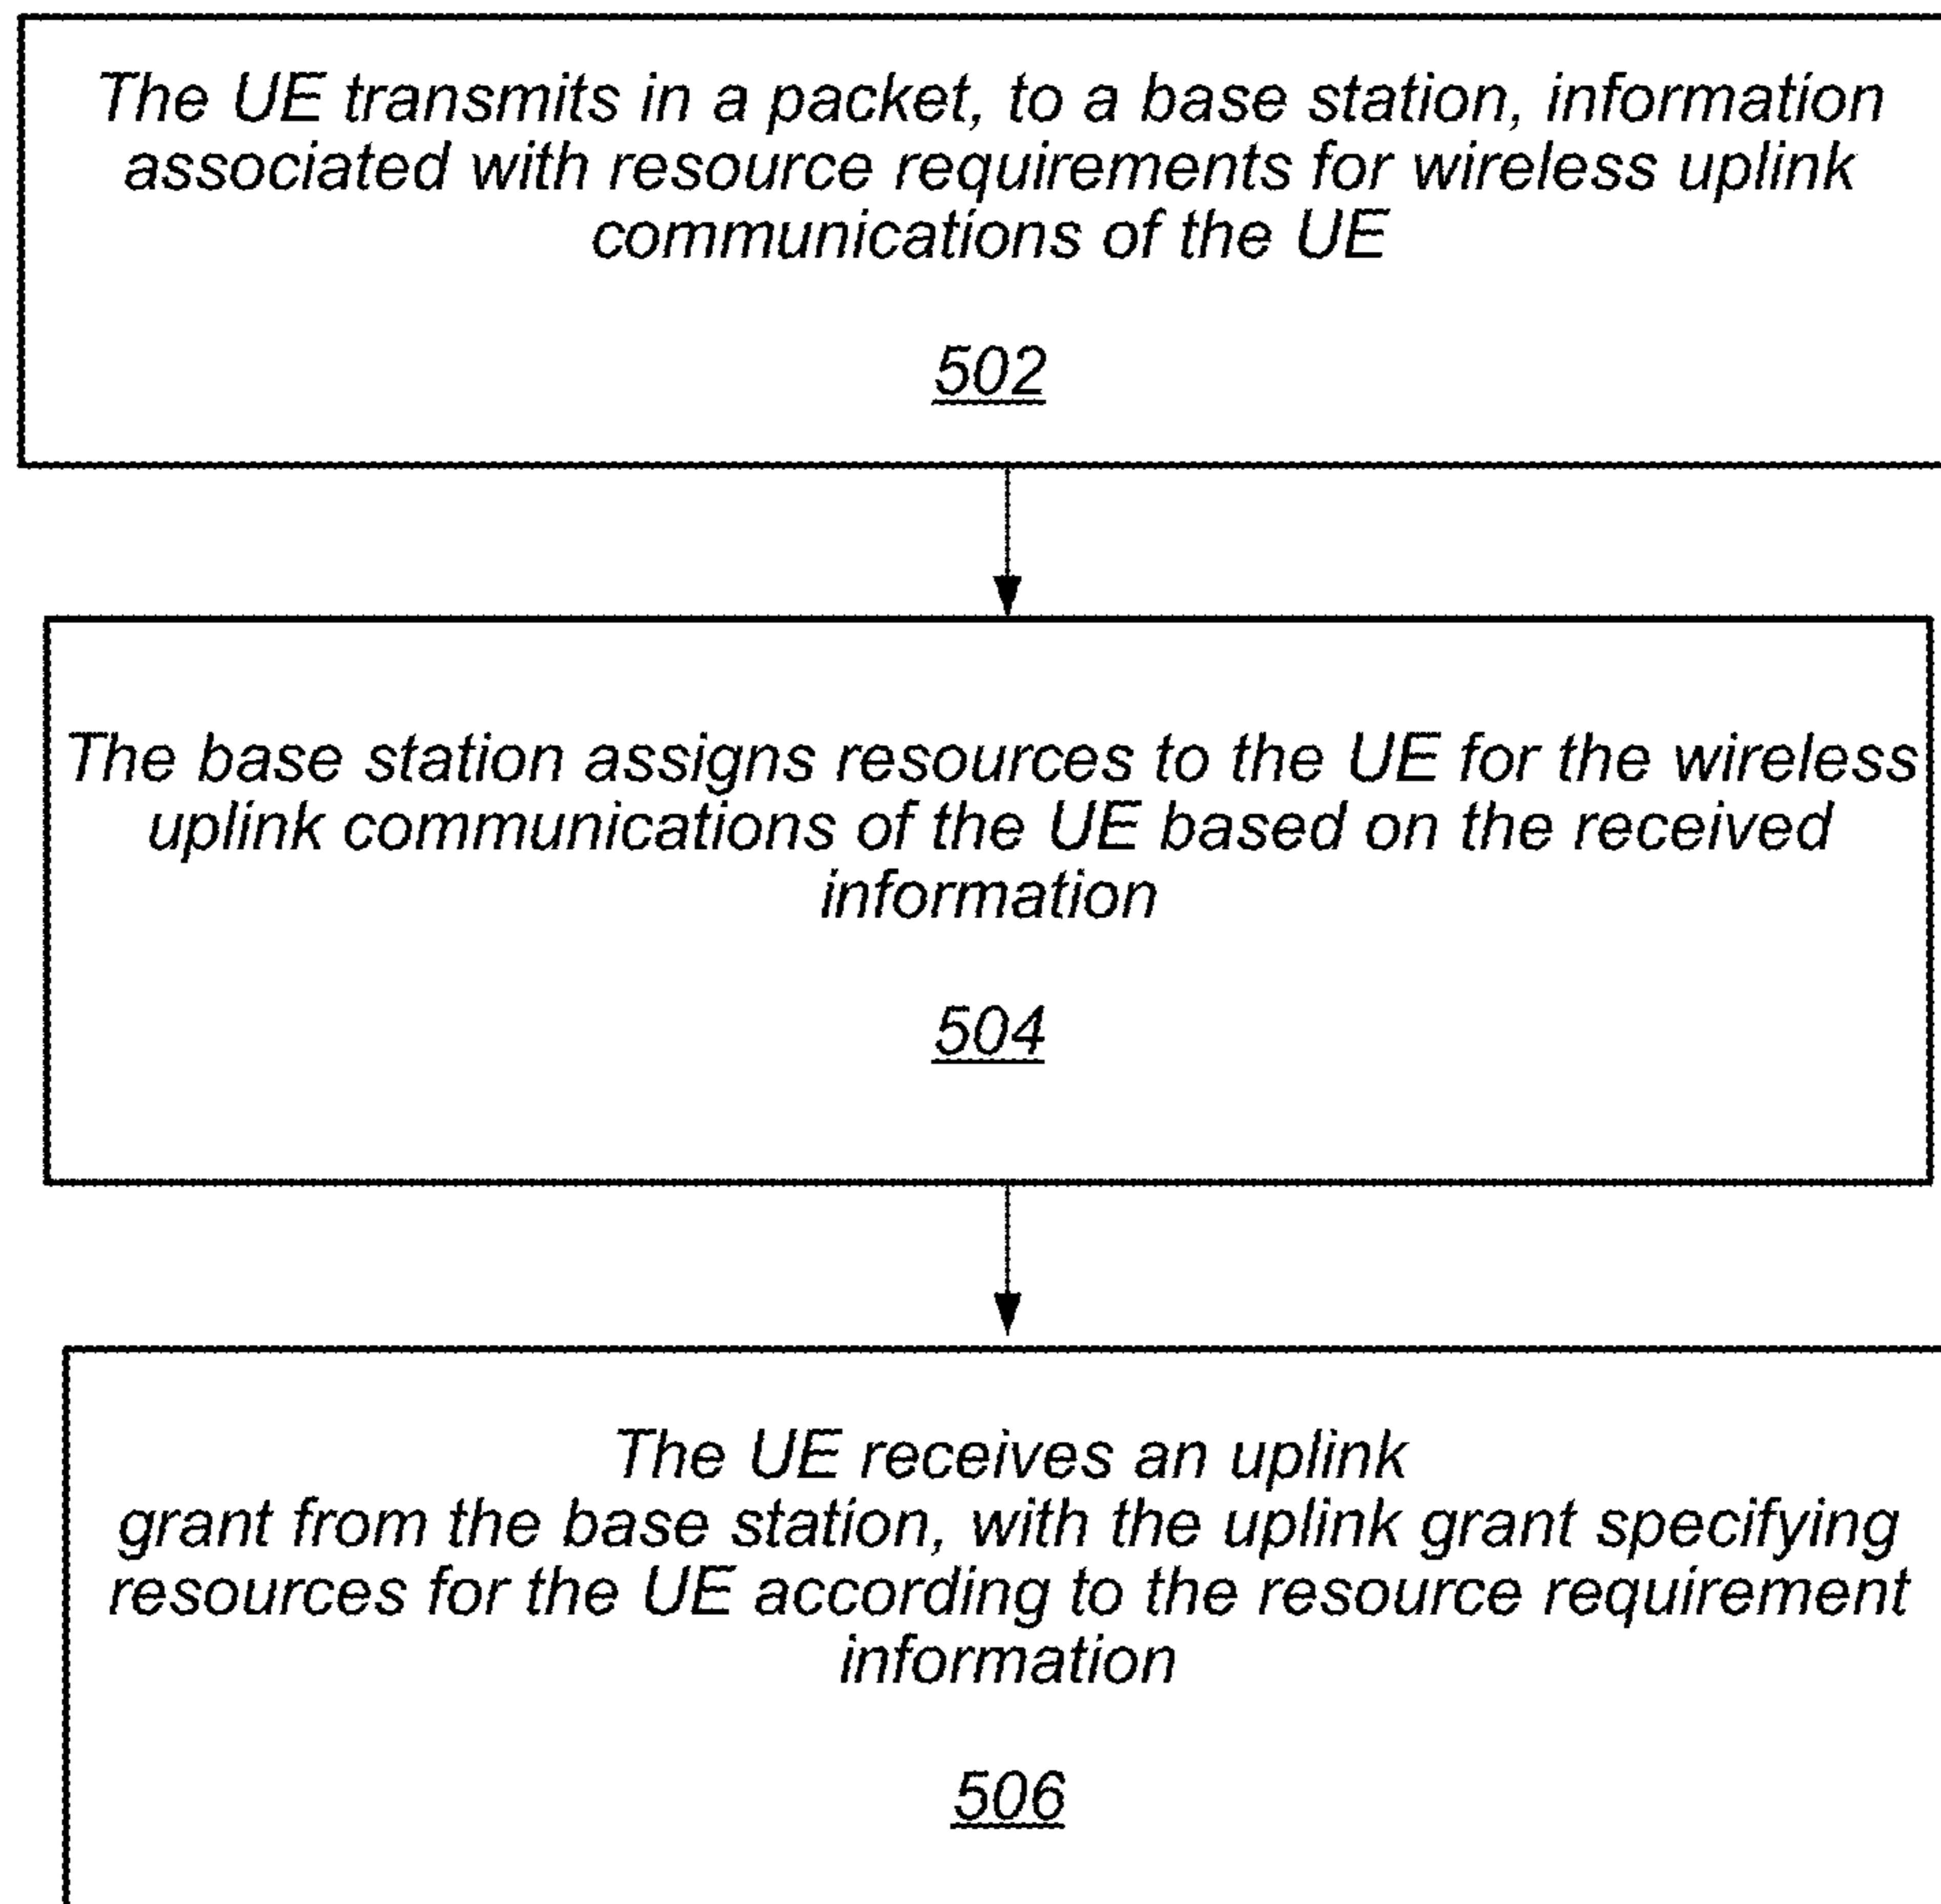 The UE transmits in a packet, to a base station, information
associated with resource requirements for wireless uplink
communications of the UE
502
The base station assigns resources to the UE for the wireless
uplink communications of the UE based on the received
information
504
The UE receives an uplink
grant from the base station, with the uplink grant specifying
resources for the UE according to the resource requirement
information
506